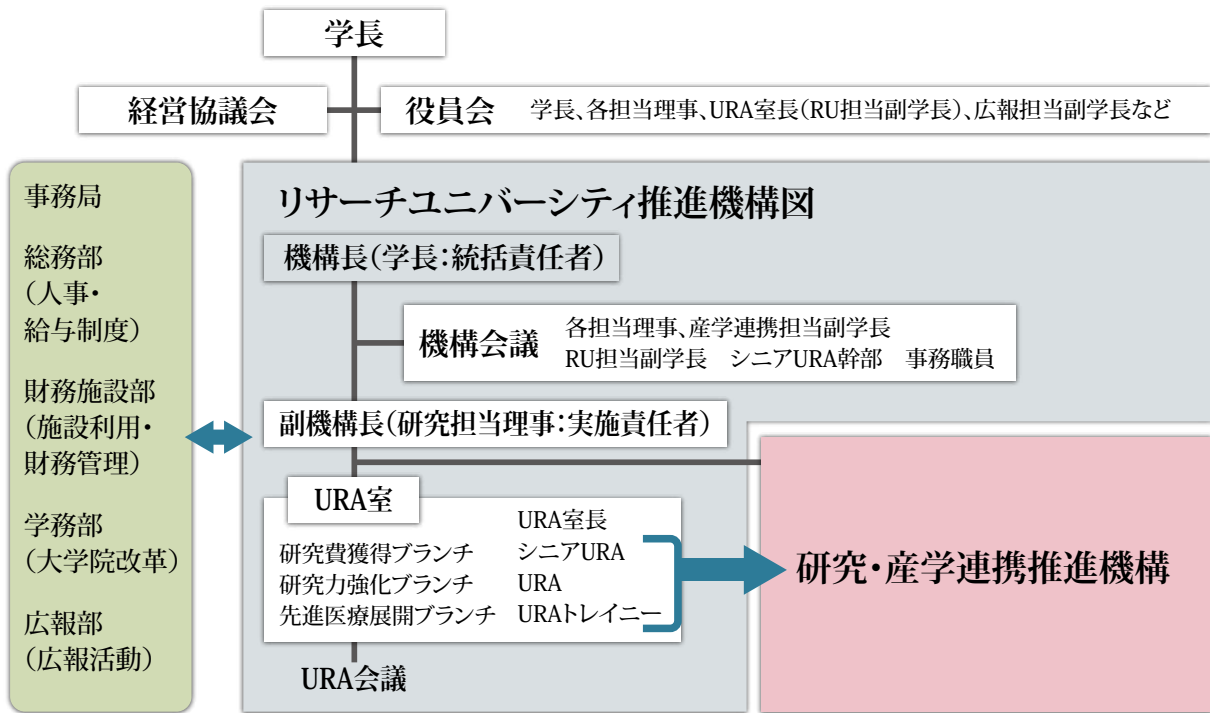 学長
経営協議会
役員会 学長、各担当理事、URA室長(RU担当副学長)、広報担当副学長など
事務局
総務部
(人事・
給与制度)
財務施設部
(施設利用・
財務管理)
学務部
(大学院改革)
広報部
(広報活動)
リサーチユニバーシティ推進機構図
機構長(学長:統括責任者)
機構会議
各担当理事、産学連携担当副学長
RU担当副学長 シニアURA幹部 事務職員
副機構長(研究担当理事:実施責任者)
URA室
URA室長
研究費獲得ブランチ シニアURA
研究力強化ブランチ URA
先進医療展開ブランチ URAトレイニー
URA会議
研究・産学連携推進機構